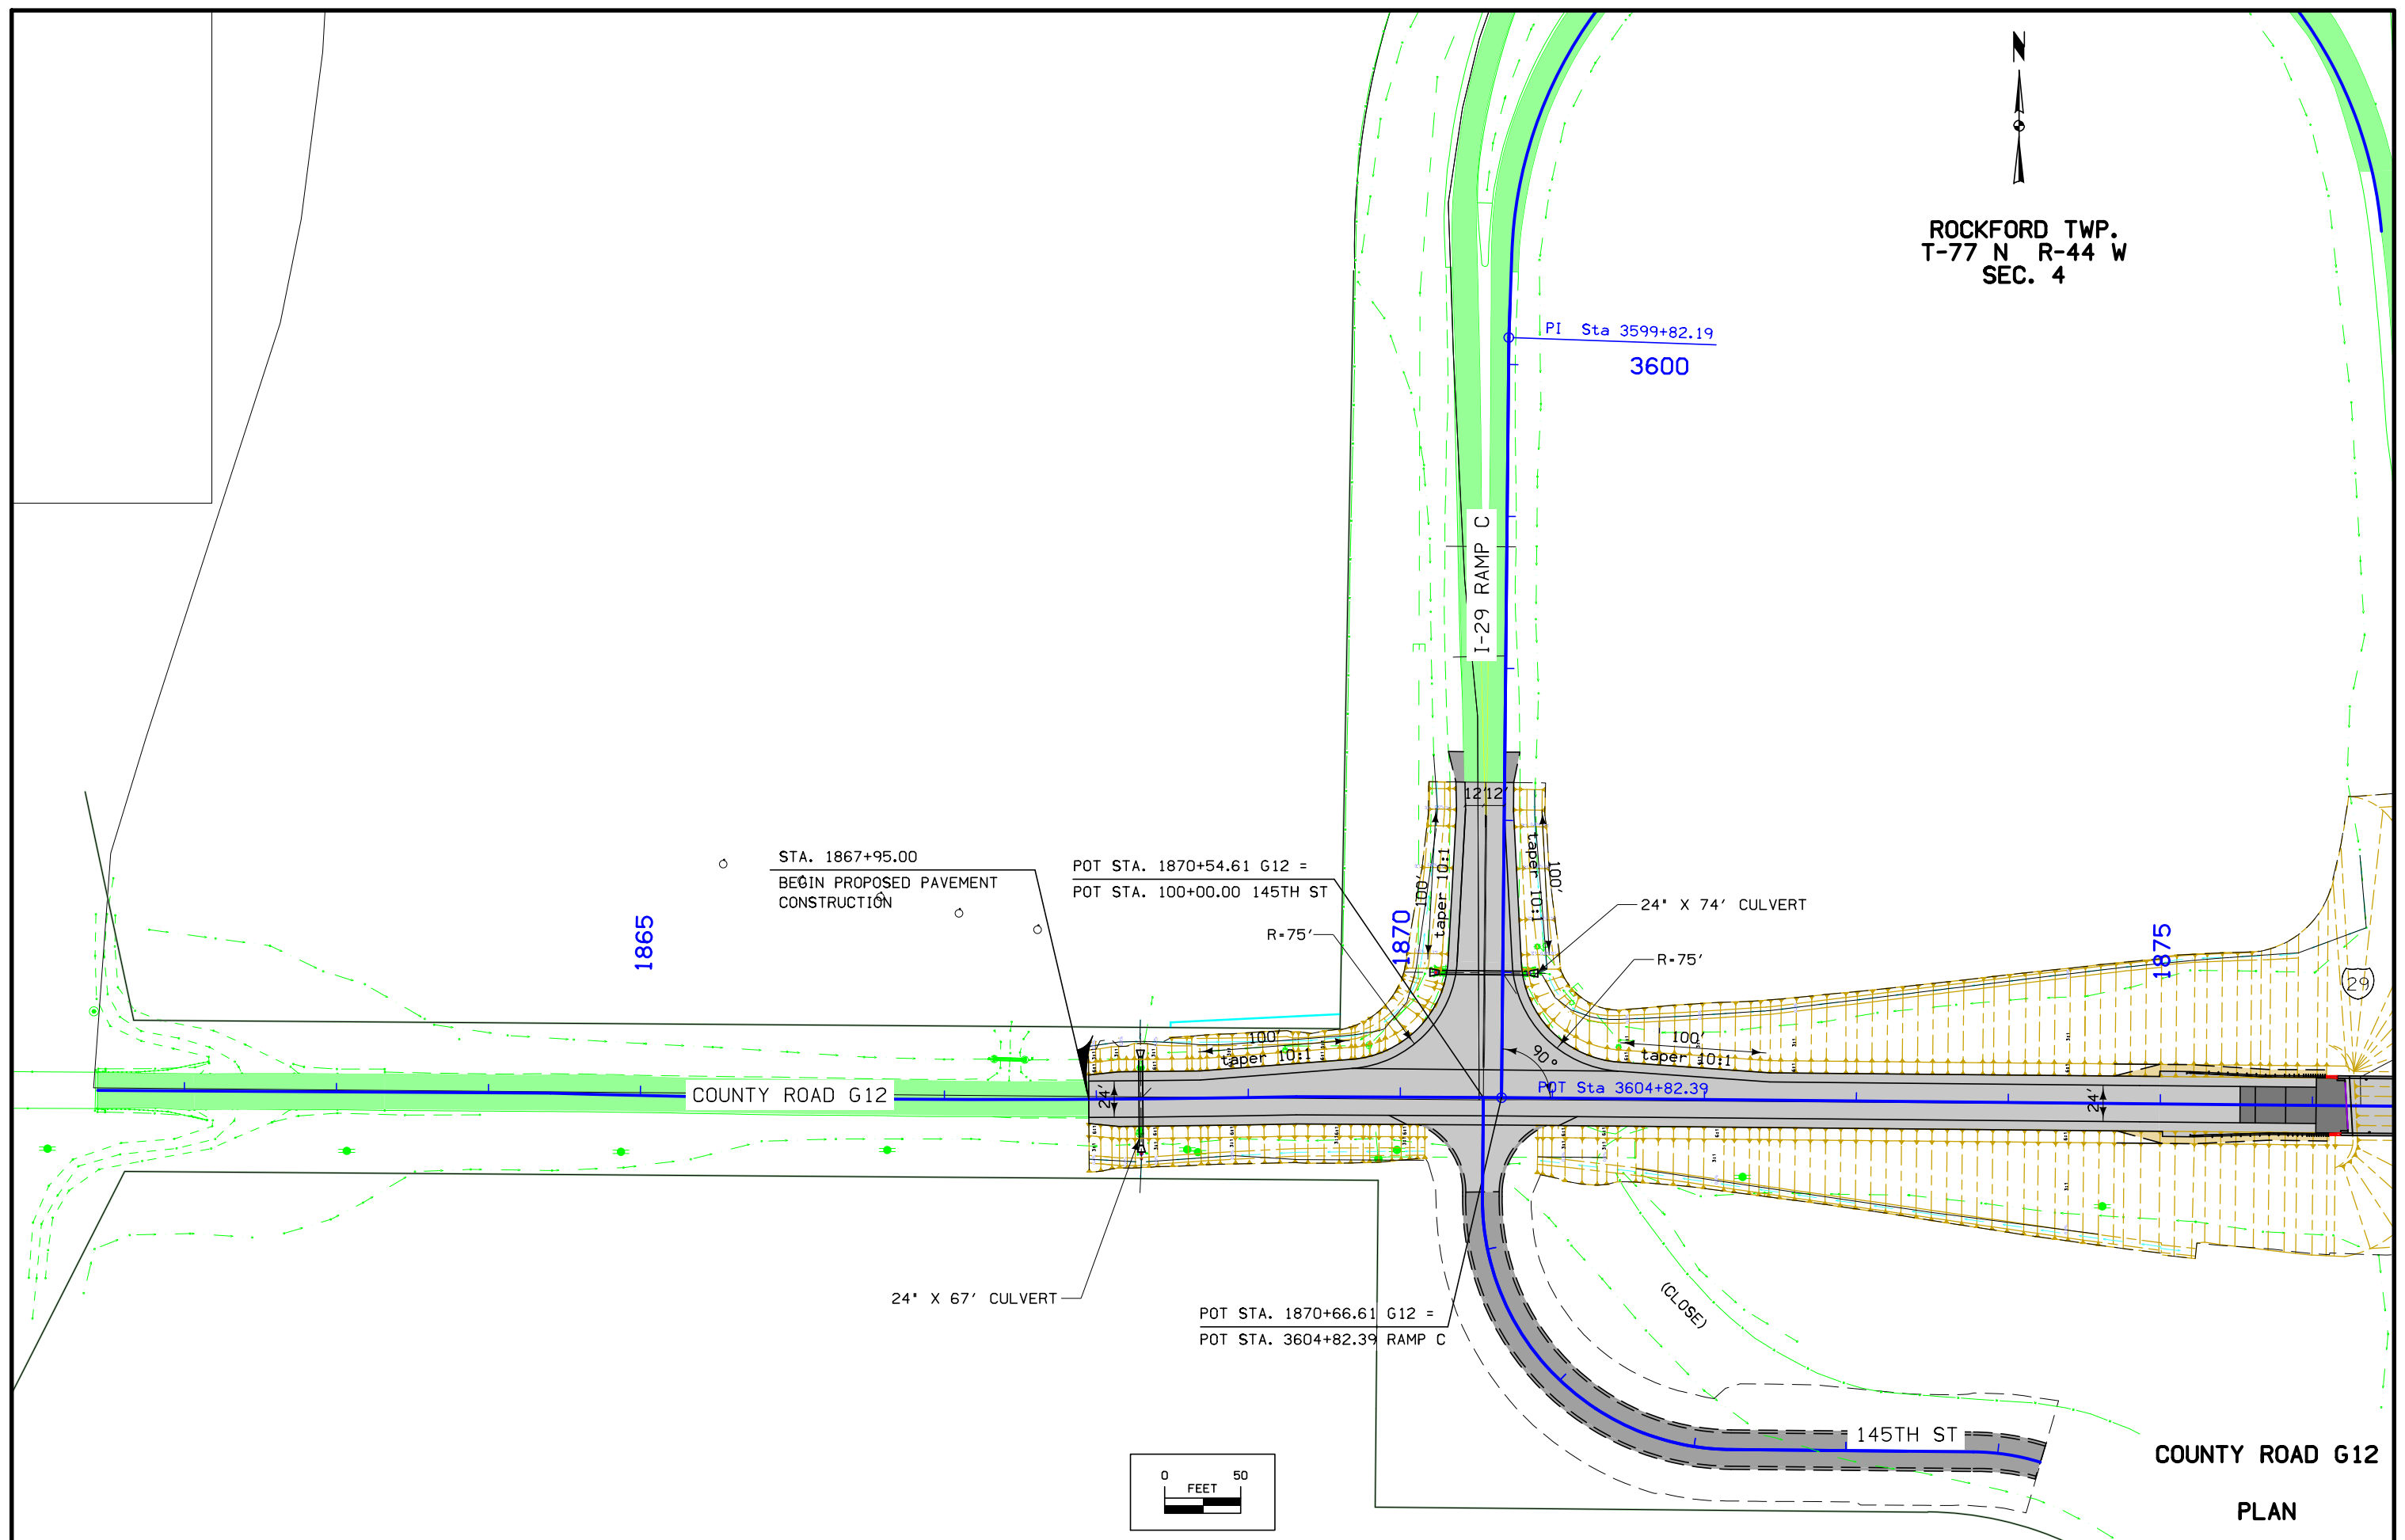 N
ROCKFORD TWP.
T-77 N R-44 W
SEC. 4
PI Sta 3599+82.19
3600
I-29 RAMP C
12' 12'
STA. 1867+95.00
BEGIN PROPOSED PAVEMENT
CONSTRUCTION
POT STA. 1870+54.61 G12 =
POT STA. 100+00.00 145TH ST
100'
taper 10:1
taper 10:1
100'
24" X 74' CULVERT
R=75'
R=75'
1865
1870
1875
29
100'
taper 10:1
100'
taper 10:1
90°
COUNTY ROAD G12
24'
POT Sta 3604+82.39
24'
24" X 67' CULVERT
POT STA. 1870+66.61 G12 =
POT STA. 3604+82.39 RAMP C
(CLOSE)
145TH ST
0 50
FEET
COUNTY ROAD G12
PLAN